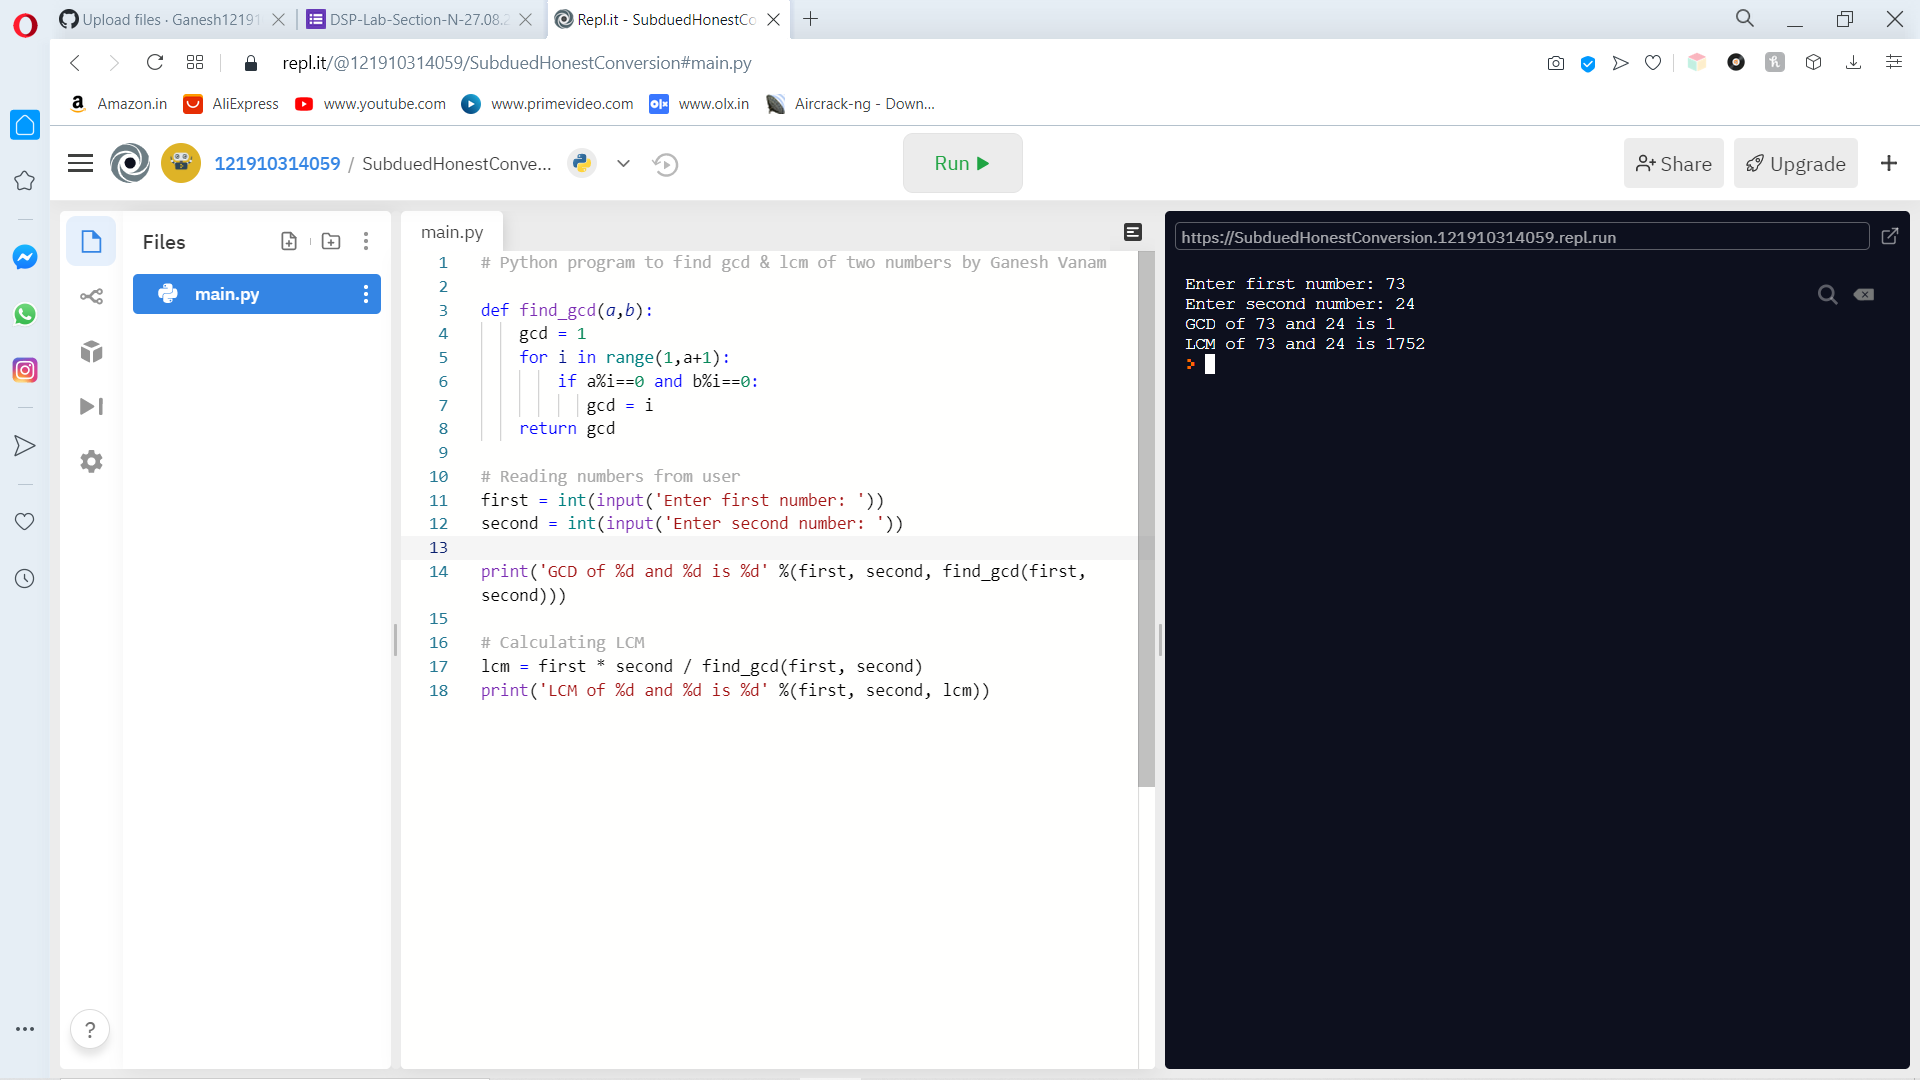 Upload files · Ganesh12191
DSP-Lab-Section-N-27.08.2
Repl.it - SubduedHonestCo
repl.it/@121910314059/SubduedHonestConversion#main.py
Amazon.in
AliExpress
www.youtube.com
www.primevideo.com
www.olx.in
Aircrack-ng - Down...
121910314059 / SubduedHonestConve...
Run
Share
Upgrade
Files
main.py
main.py
1 # Python program to find gcd & lcm of two numbers by Ganesh Vanam
2
3 def find_gcd(a,b):
4 gcd = 1
5 for i in range(1,a+1):
6 if a%i==0 and b%i==0:
7 gcd = i
8 return gcd
9
10 # Reading numbers from user
11 first = int(input('Enter first number: '))
12 second = int(input('Enter second number: '))
13
14 print('GCD of %d and %d is %d' %(first, second, find_gcd(first,
second)))
15
16 # Calculating LCM
17 lcm = first * second / find_gcd(first, second)
18 print('LCM of %d and %d is %d' %(first, second, lcm))
https://SubduedHonestConversion.121910314059.repl.run
Enter first number: 73
Enter second number: 24
GCD of 73 and 24 is 1
LCM of 73 and 24 is 1752
>
?